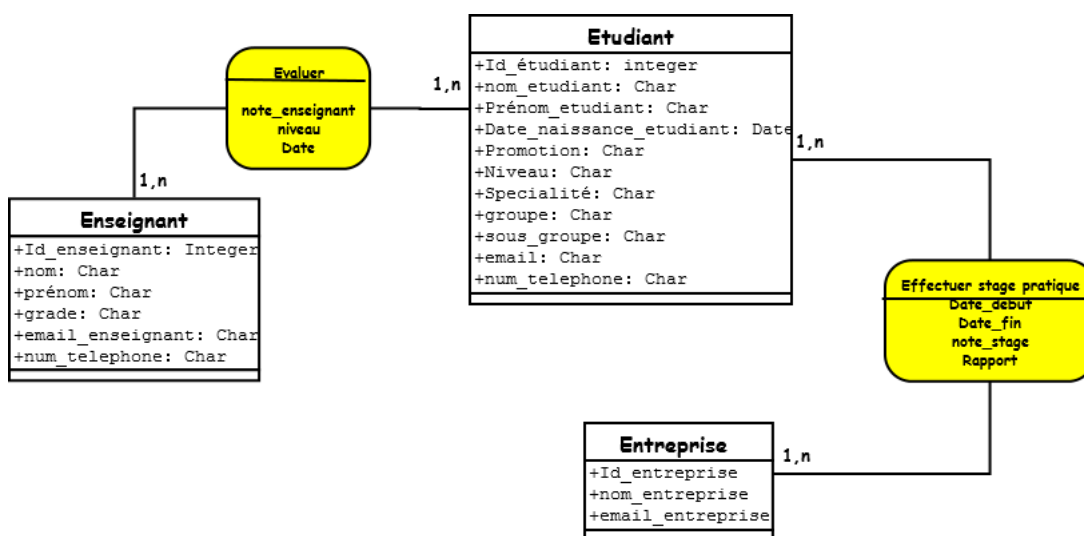 Etudiant
+Id_étudiant: integer
+nom_etudiant: Char
+Prénom_etudiant: Char
+Date_naissance_etudiant: Date
+Promotion: Char
+Niveau: Char
+Specialité: Char
+groupe: Char
+sous_groupe: Char
+email: Char
+num_telephone: Char
Evaluer
note_enseignant
niveau
Date
1,n
1,n
1,n
Enseignant
+Id_enseignant: Integer
+nom: Char
+prénom: Char
+grade: Char
+email_enseignant: Char
+num_telephone: Char
Effectuer stage pratique
Date_debut
Date_fin
note_stage
Rapport
1,n
Entreprise
+Id_entreprise
+nom_entreprise
+email_entreprise